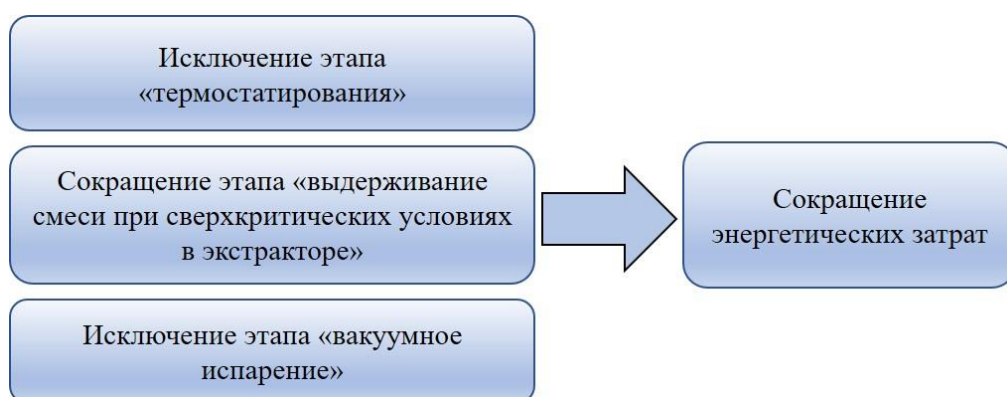 Исключение этапа
«термостатирования»
Сокращение этапа «выдерживание
смеси при сверхкритических условиях
в экстракторе»
Исключение этапа «вакуумное
испарение»
Сокращение
энергетических затрат